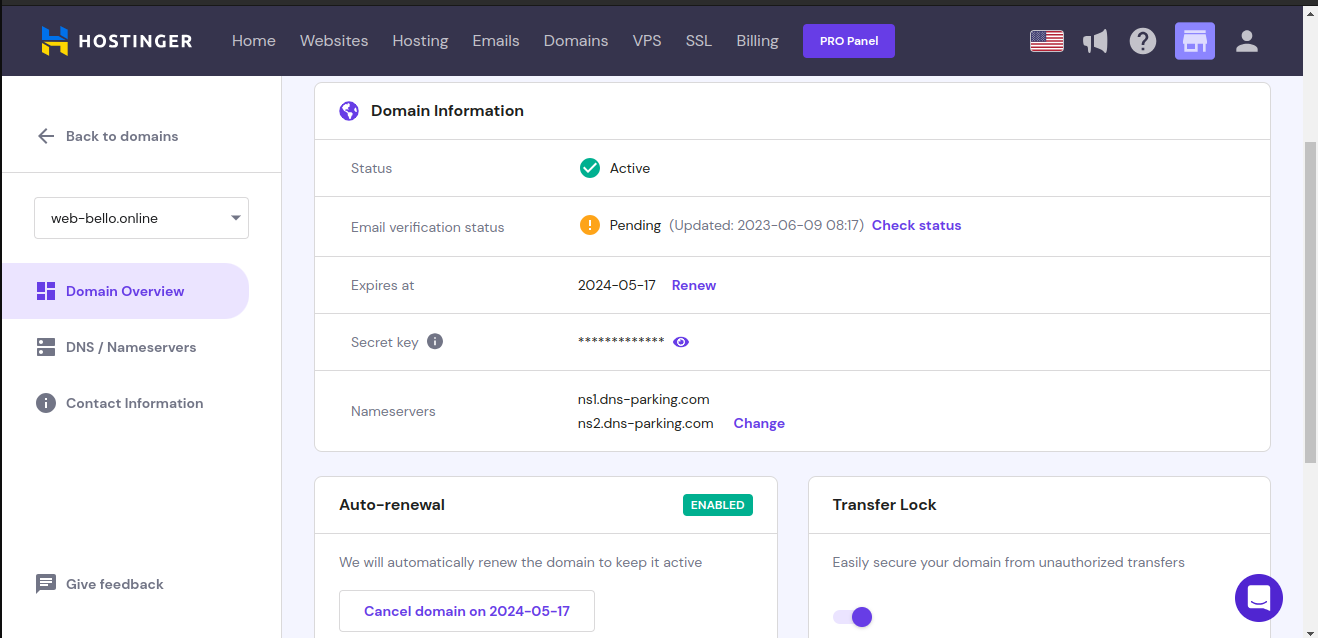 HOSTINGER Home Websites Hosting Emails Domains VPS SSL Billing PRO Panel
Back to domains
web-bello.online
Domain Overview
DNS / Nameservers
Contact Information
Give feedback
Domain Information
Status Active
Email verification status Pending (Updated: 2023-06-09 08:17) Check status
Expires at 2024-05-17 Renew
Secret key *************
Nameservers
ns1.dns-parking.com
ns2.dns-parking.com Change
Auto-renewal ENABLED
We will automatically renew the domain to keep it active
Cancel domain on 2024-05-17
Transfer Lock
Easily secure your domain from unauthorized transfers